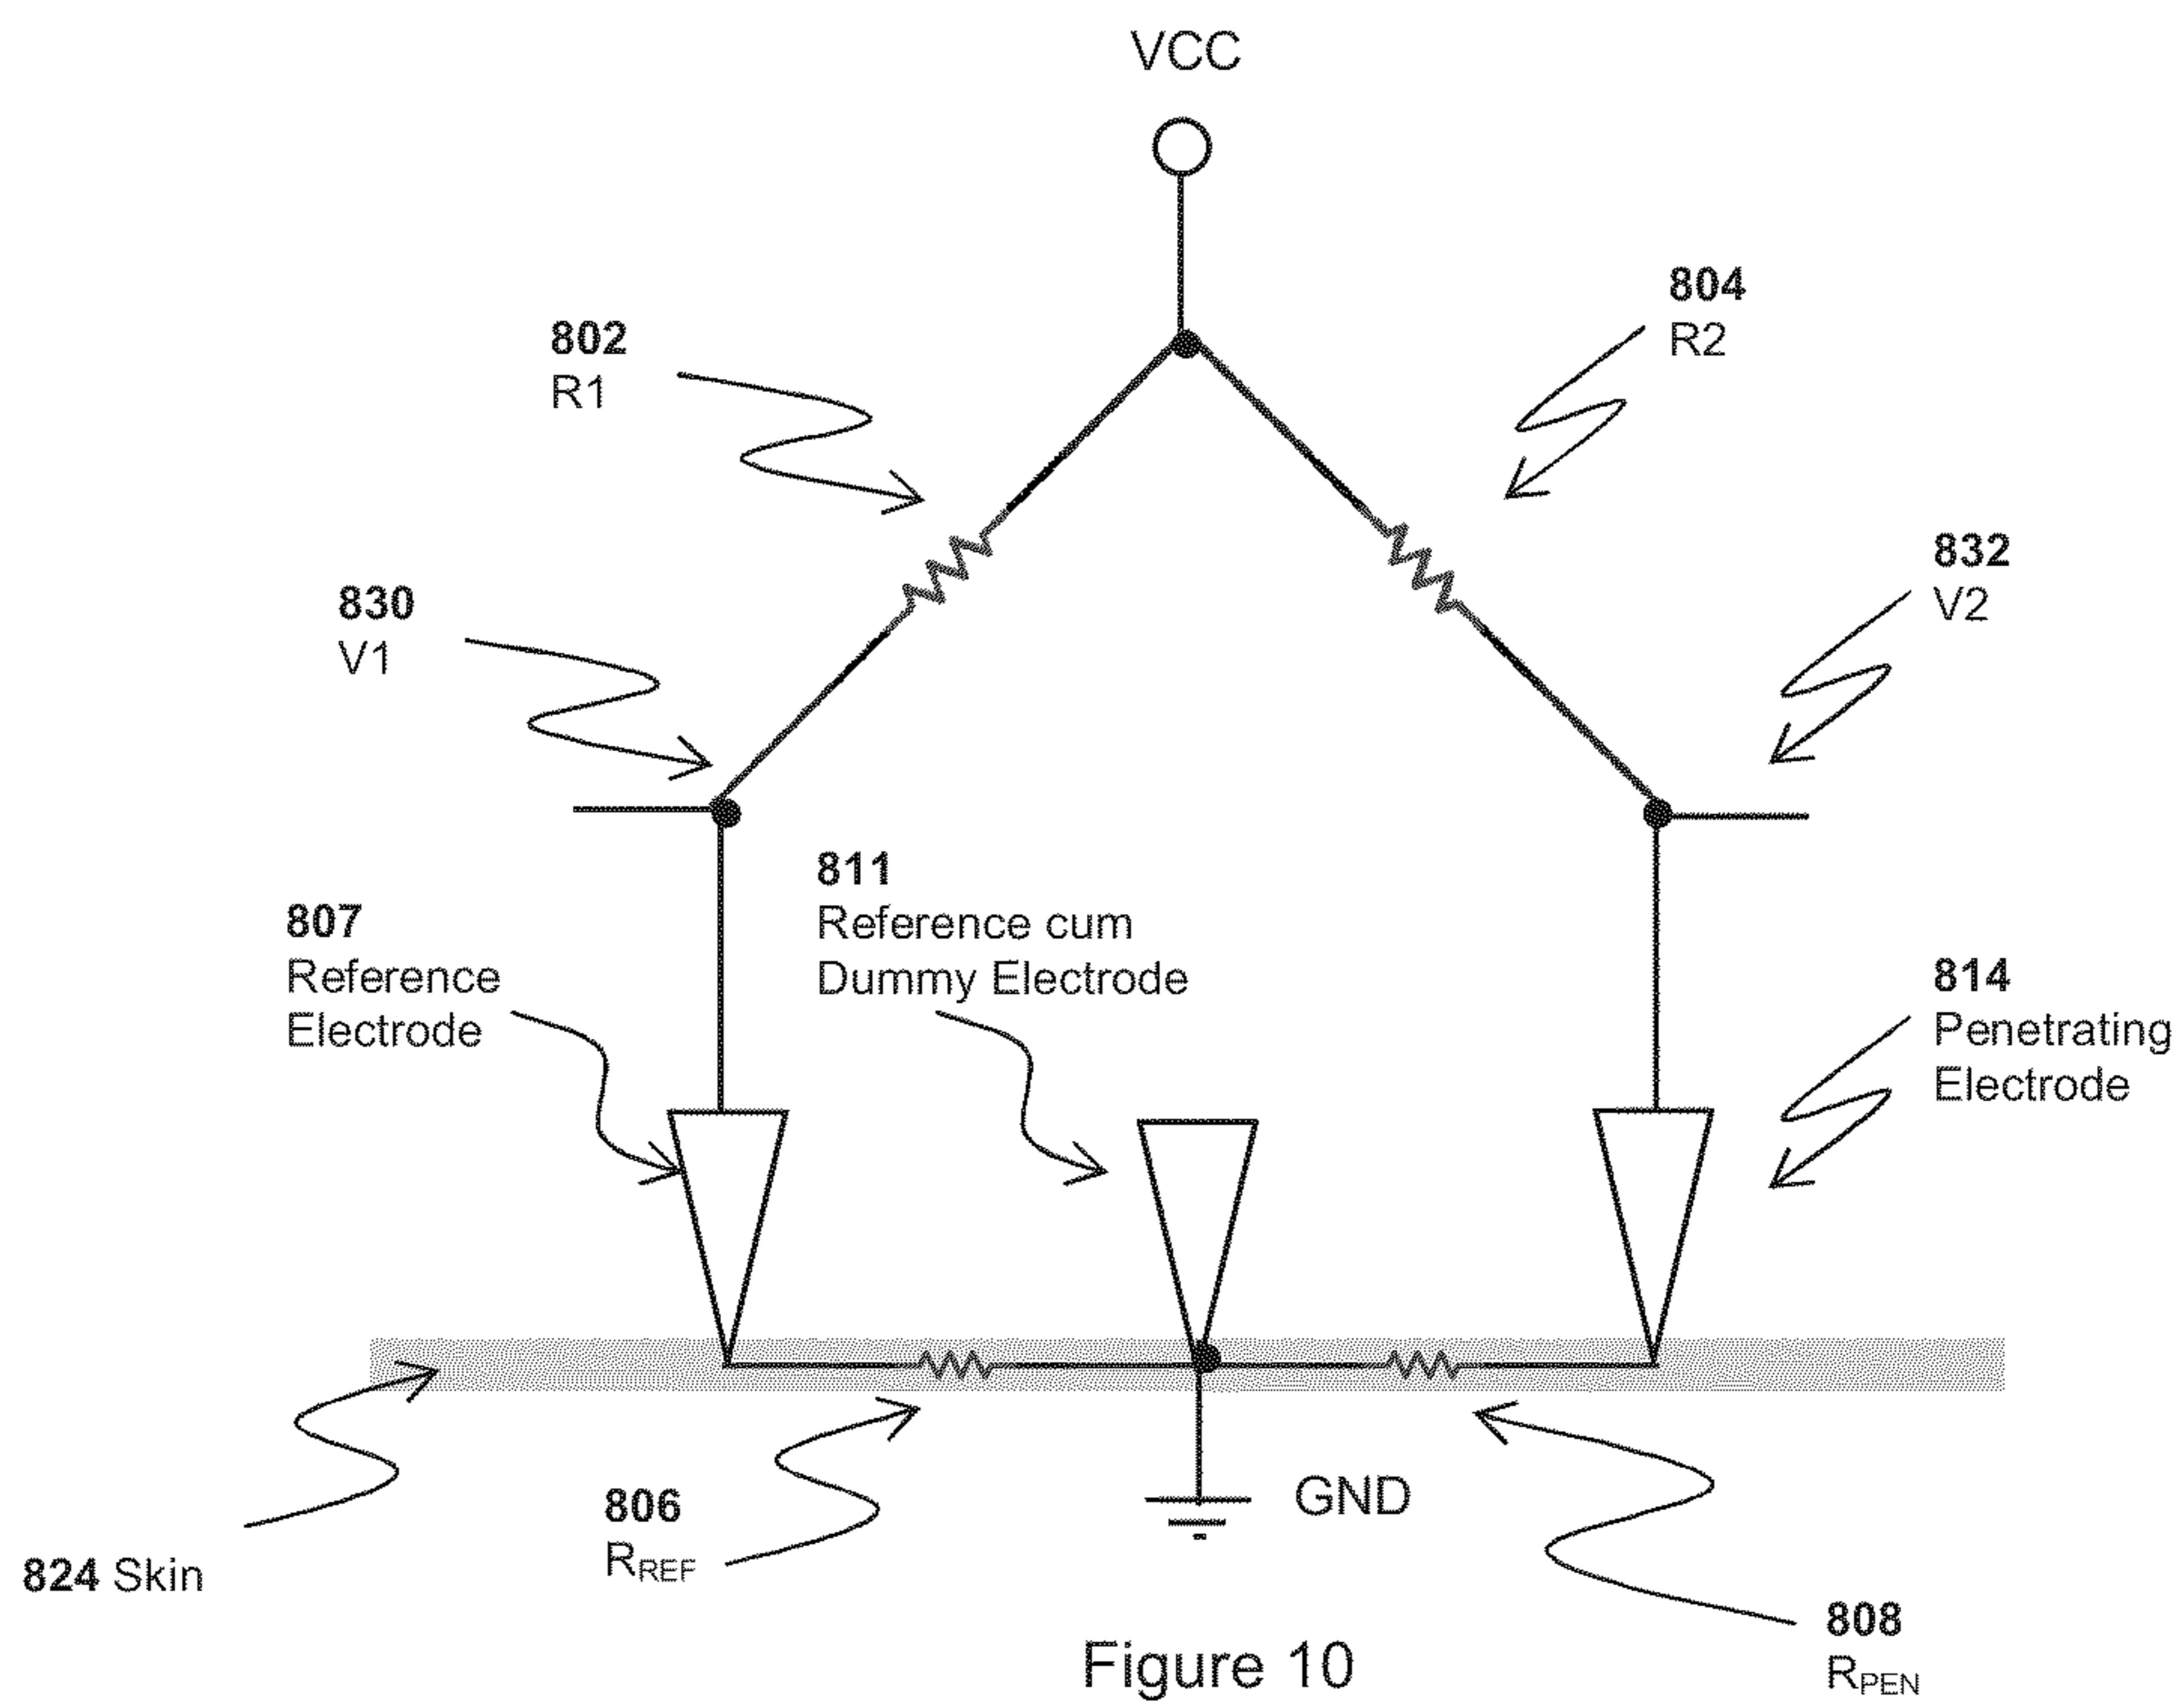 VCC
804
R2
802
R1
832
V2
830
V1
811
Reference cum
Dummy Electrode
807
Reference
Electrode
814
Penetrating
Electrode
GND
806
RREF
824 Skin
808
RPEN
Figure 10